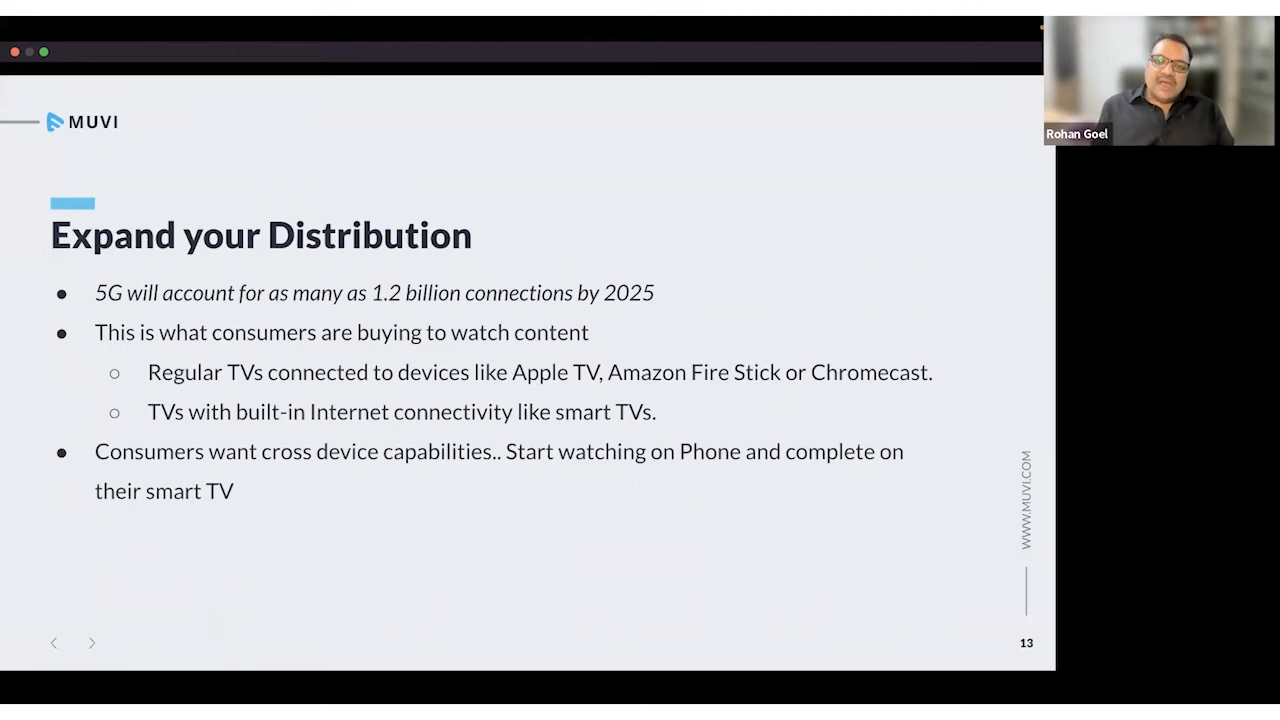 Rohan Goel
MUVI
Expand your Distribution
● 5G will account for as many as 1.2 billion connections by 2025
● This is what consumers are buying to watch content
○ Regular TVs connected to devices like Apple TV, Amazon Fire Stick or Chromecast.
○ TVs with built-in Internet connectivity like smart TVs.
● Consumers want cross device capabilities.. Start watching on Phone and complete on
their smart TV
WWW.MUVI.COM
13